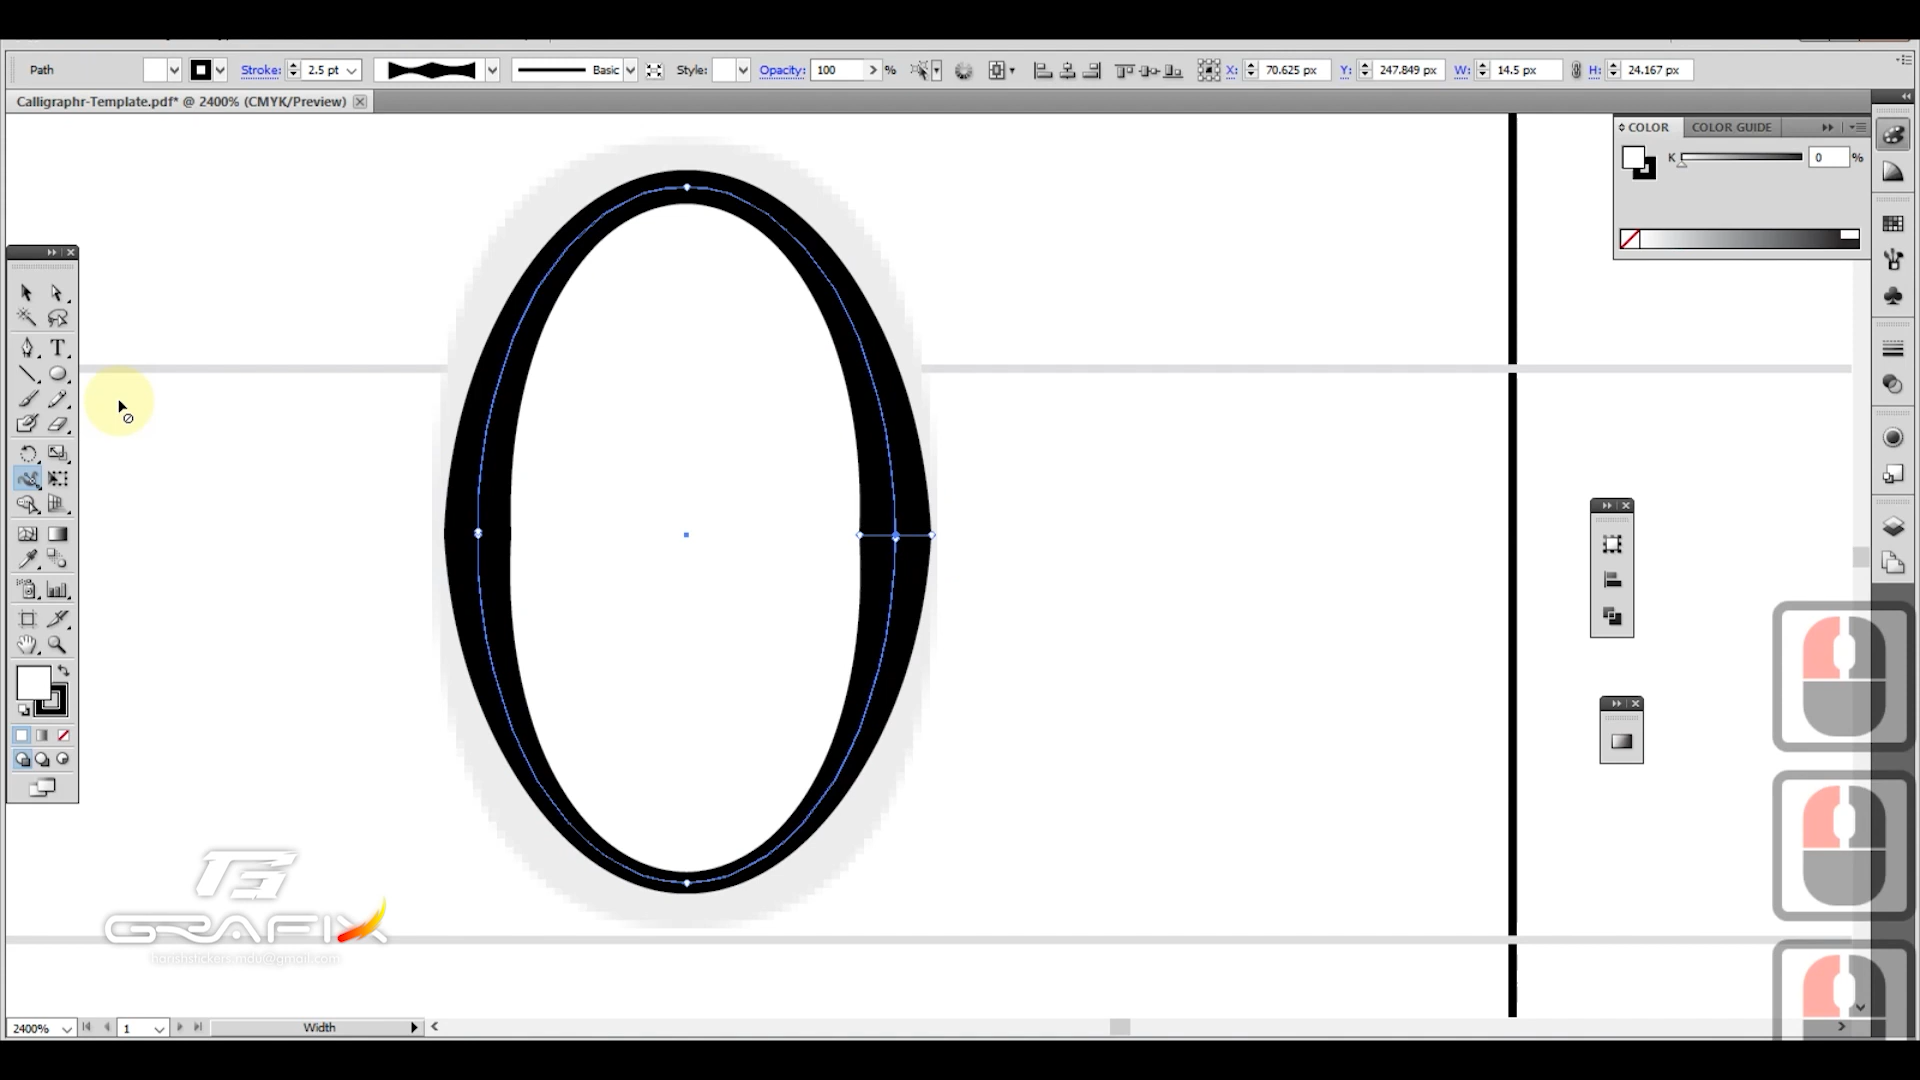 Path
Stroke:
2.5 pt
Basic
Style:
Opacity:
100
%
X:
70.625 px
Y:
247.849 px
W:
14.5 px
H:
24.167 px
Calligraphr-Template.pdf* @ 2400% (CMYK/Preview)
COLOR
COLOR GUIDE
K
0
%
T
GRAFIX
2400%
1
Width